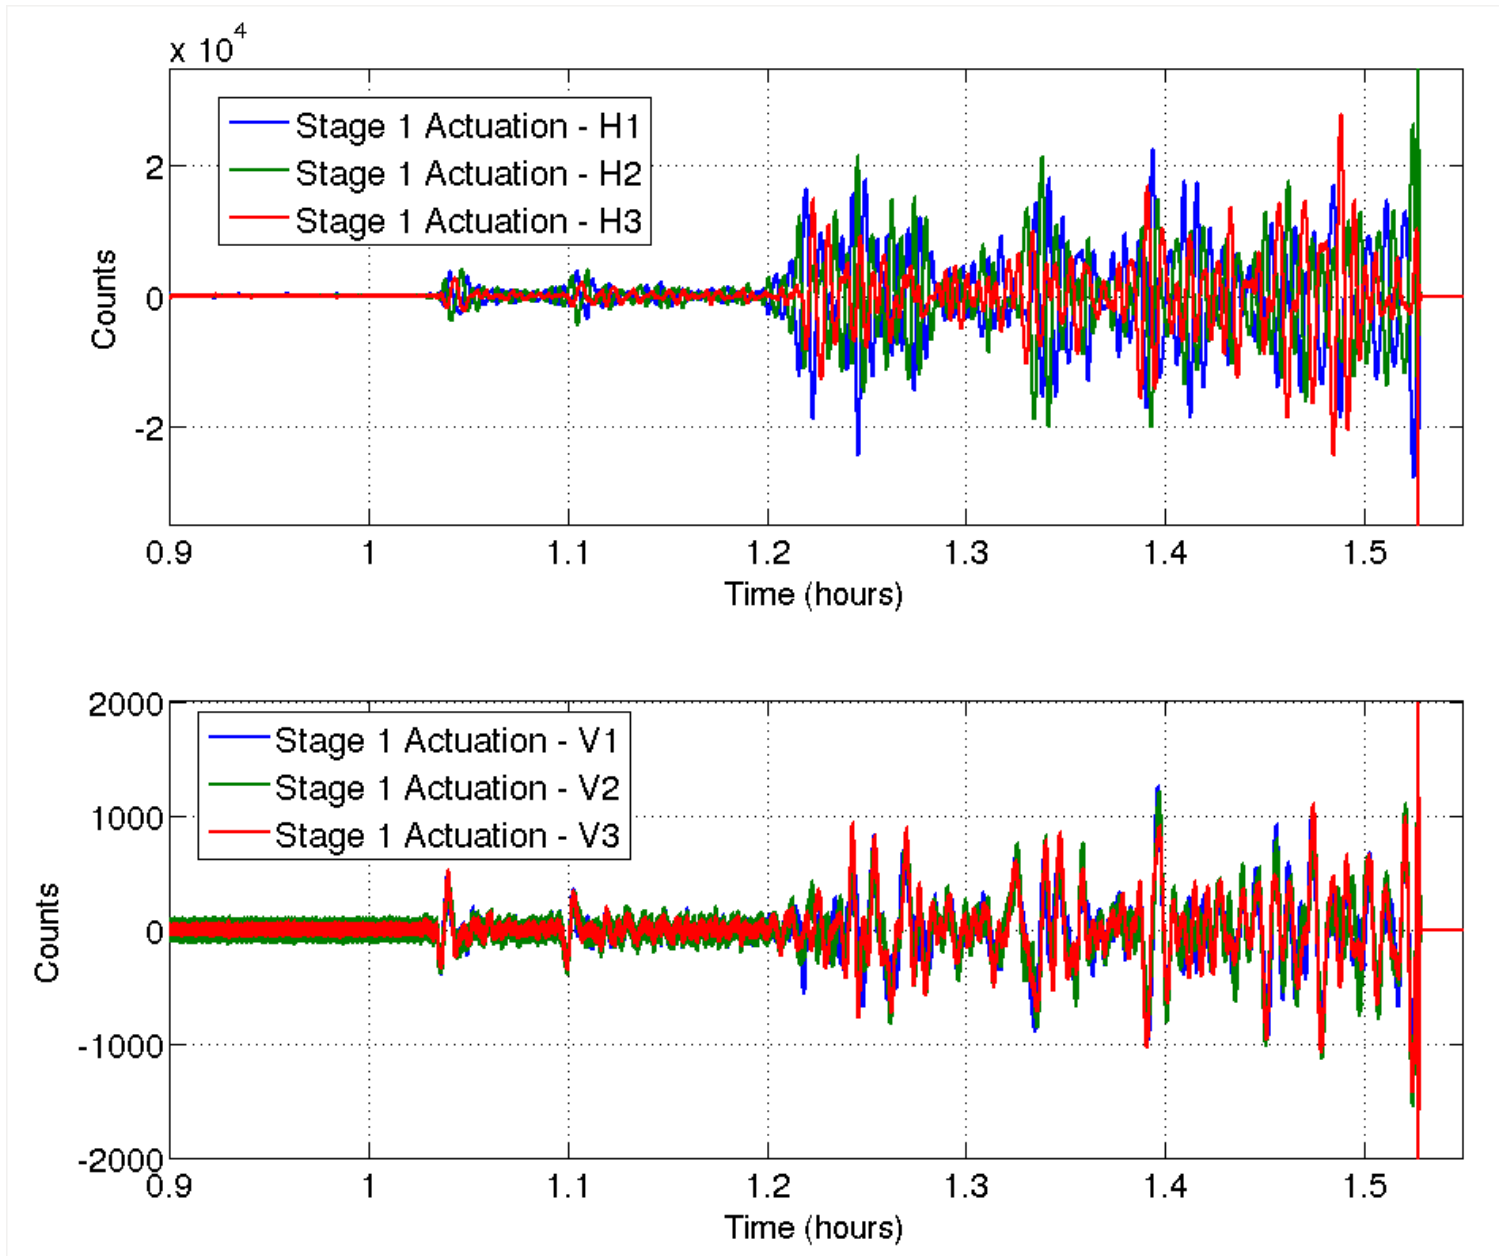 x 10^4
Stage 1 Actuation - H1
Stage 1 Actuation - H2
Stage 1 Actuation - H3
2
0
-2
Counts
0.9 1 1.1 1.2 1.3 1.4 1.5
Time (hours)
2000
Stage 1 Actuation - V1
Stage 1 Actuation - V2
Stage 1 Actuation - V3
1000
0
-1000
-2000
Counts
0.9 1 1.1 1.2 1.3 1.4 1.5
Time (hours)